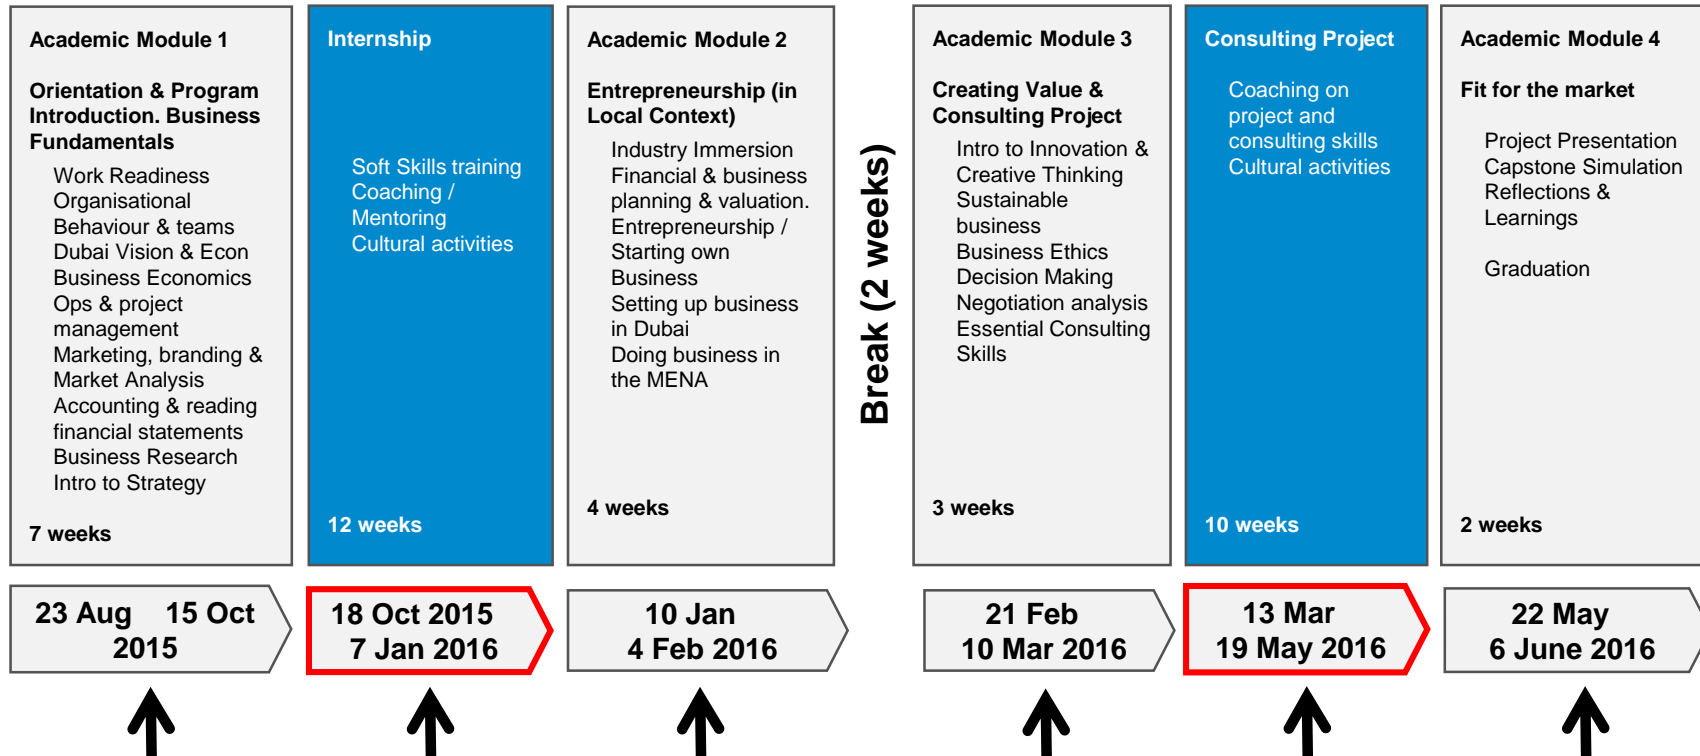 Academic Module 1
Orientation & Program
Introduction. Business
Fundamentals
Work Readiness
Organisational
Behaviour & teams
Dubai Vision & Econ
Business Economics
Ops & project
management
Marketing, branding &
Market Analysis
Accounting & reading
financial statements
Business Research
Intro to Strategy
7 weeks
Internship
Soft Skills training
Coaching /
Mentoring
Cultural activities
12 weeks
Academic Module 2
Entrepreneurship (in
Local Context)
Industry Immersion
Financial & business
planning & valuation.
Entrepreneurship /
Starting own
Business
Setting up business
in Dubai
Doing business in
the MENA
4 weeks
Break (2 weeks)
Academic Module 3
Creating Value &
Consulting Project
Intro to Innovation &
Creative Thinking
Sustainable
business
Business Ethics
Decision Making
Negotiation analysis
Essential Consulting
Skills
3 weeks
Consulting Project
Coaching on
project and
consulting skills
Cultural activities
10 weeks
Academic Module 4
Fit for the market
Project Presentation
Capstone Simulation
Reflections &
Learnings
Graduation
2 weeks
23 Aug 15 Oct
2015
18 Oct 2015
7 Jan 2016
10 Jan
4 Feb 2016
21 Feb
10 Mar 2016
13 Mar
19 May 2016
22 May
6 June 2016